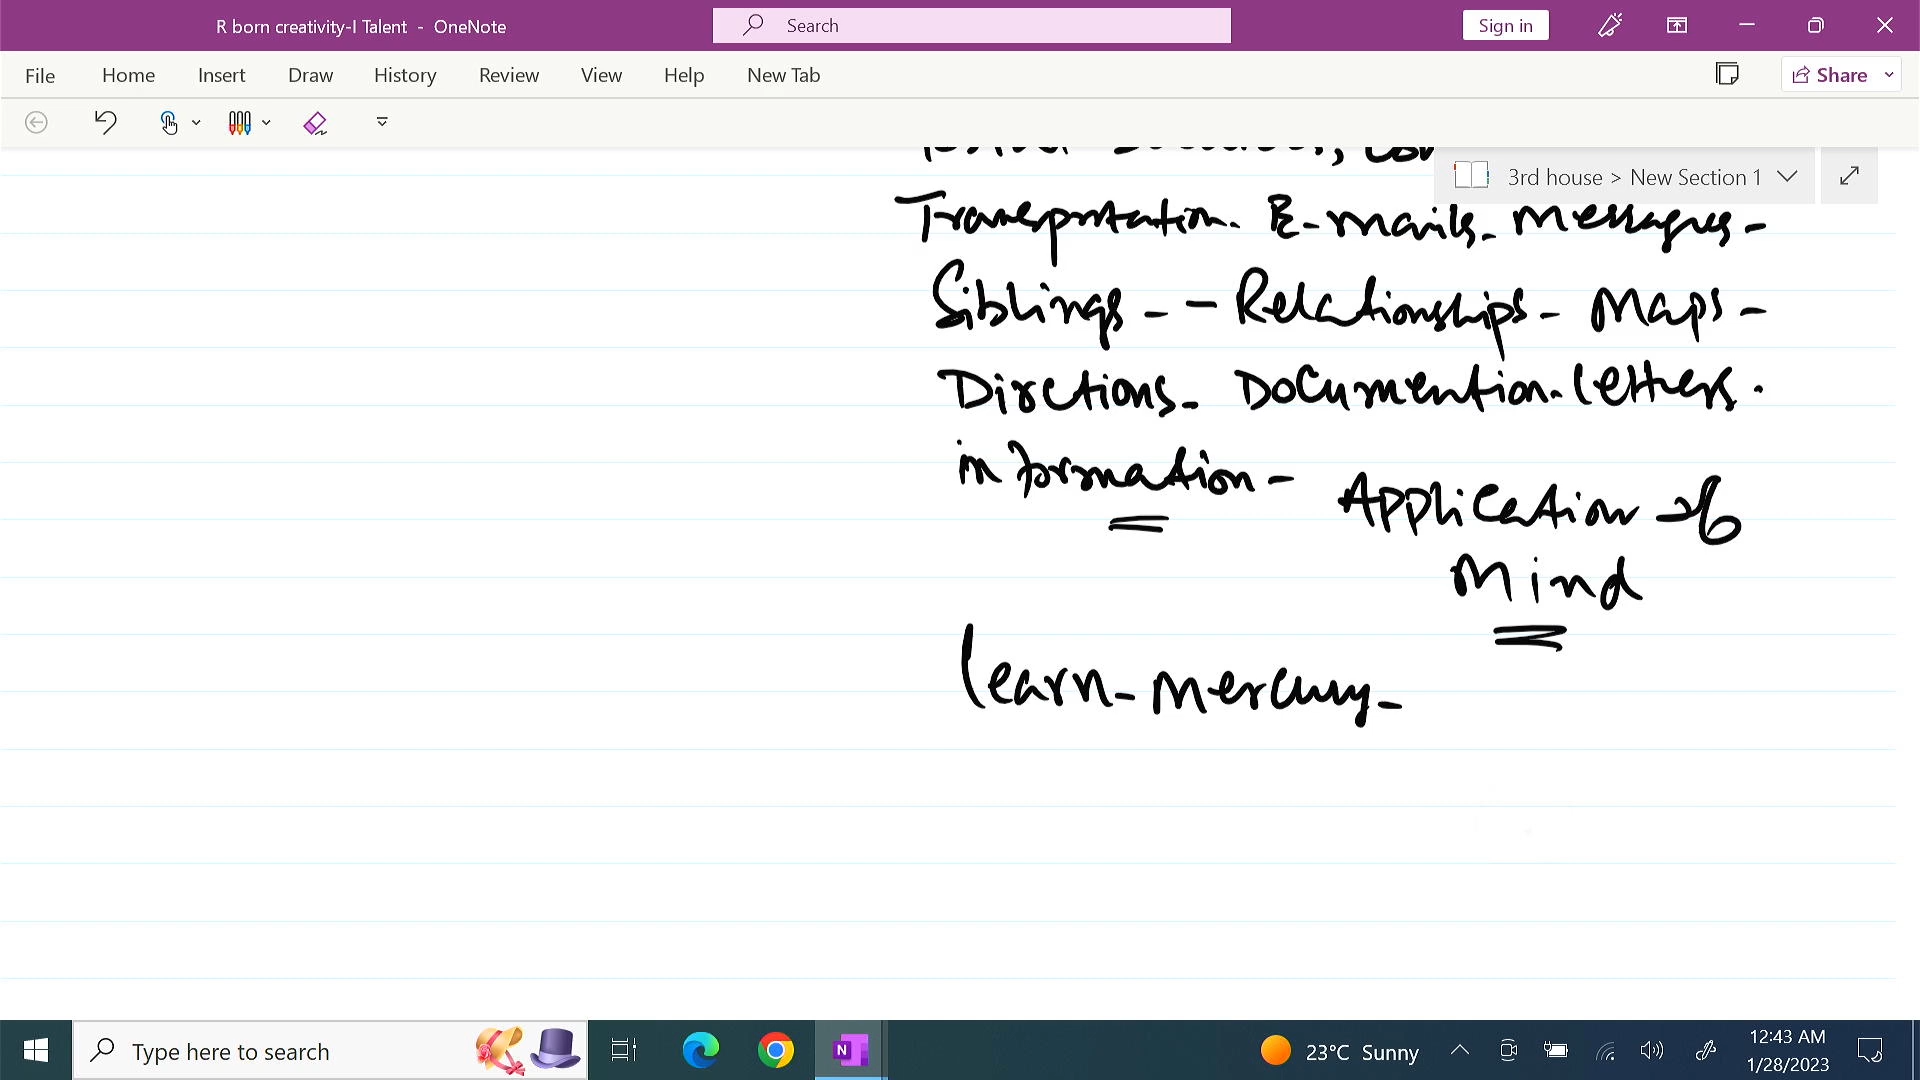 R born creativity-I Talent - OneNote
Search
Sign in
File Home Insert Draw History Review View Help New Tab
Share
3rd house > New Section 1
Transportation - E-mails - Messages -
Siblings - - Relationships - Maps -
Dirctions - Documention - letters .
information - Application of
Mind
learn - mercury -
Type here to search
23°C Sunny
12:43 AM
1/28/2023